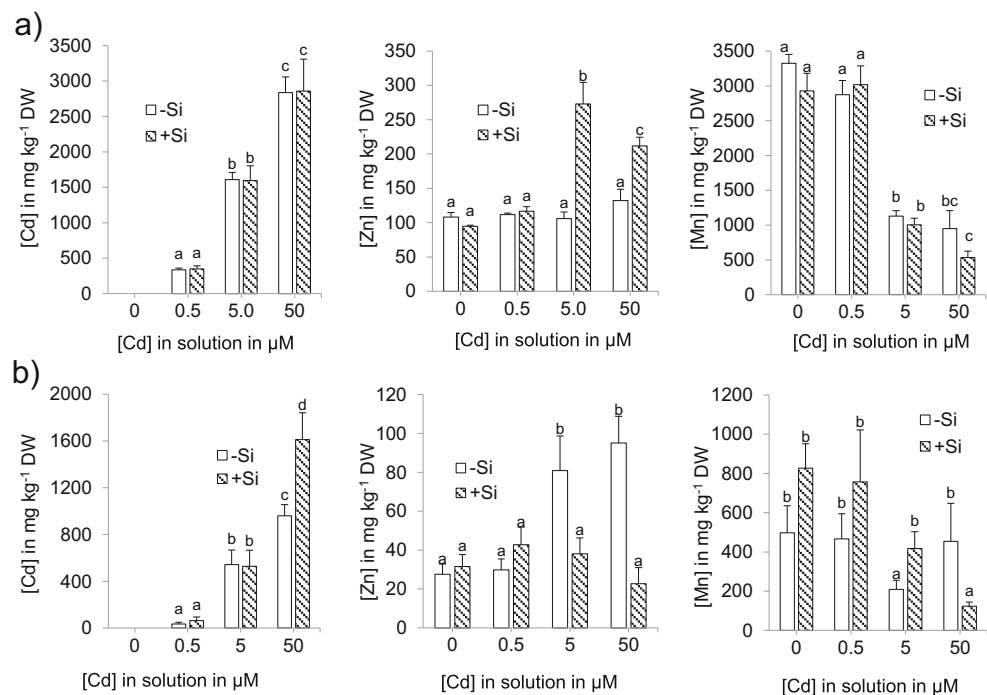 a)
3500
3000
2500
2000
1500
1000
500
0
[Cd] in mg kg⁻¹ DW
-Si
+Si
a a
b b
c c
0 0.5 5.0 50
[Cd] in solution in µM
350
300
250
200
150
100
50
0
[Zn] in mg kg⁻¹ DW
-Si
+Si
a a
a a
a b
a c
0 0.5 5.0 50
[Cd] in solution in µM
3500
3000
2500
2000
1500
1000
500
0
[Mn] in mg kg⁻¹ DW
-Si
+Si
a a
a a
b b
bc c
0 0.5 5 50
[Cd] in solution in µM
b)
2000
1600
1200
800
400
0
[Cd] in mg kg⁻¹ DW
-Si
+Si
a a
b b
c d
0 0.5 5 50
[Cd] in solution in µM
120
100
80
60
40
20
0
[Zn] in mg kg⁻¹ DW
-Si
+Si
a a
a a
b a
b a
0 0.5 5 50
[Cd] in solution in µM
1200
1000
800
600
400
200
0
[Mn] in mg kg⁻¹ DW
-Si
+Si
b b
b b
a b
b a
0 0.5 5 50
[Cd] in solution in µM